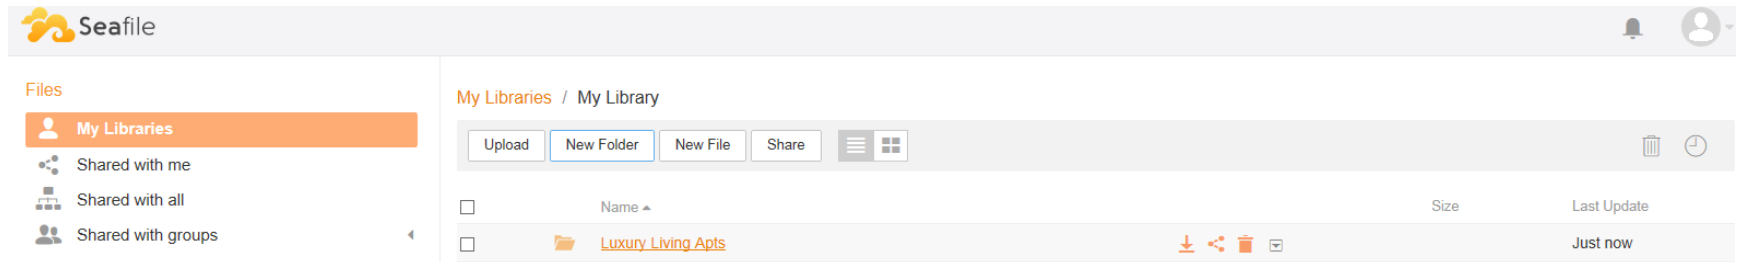 Seafile
Files
My Libraries / My Library
My Libraries
Upload New Folder New File Share
Shared with me
Shared with all
Name Size Last Update
Shared with groups
Luxury Living Apts Just now